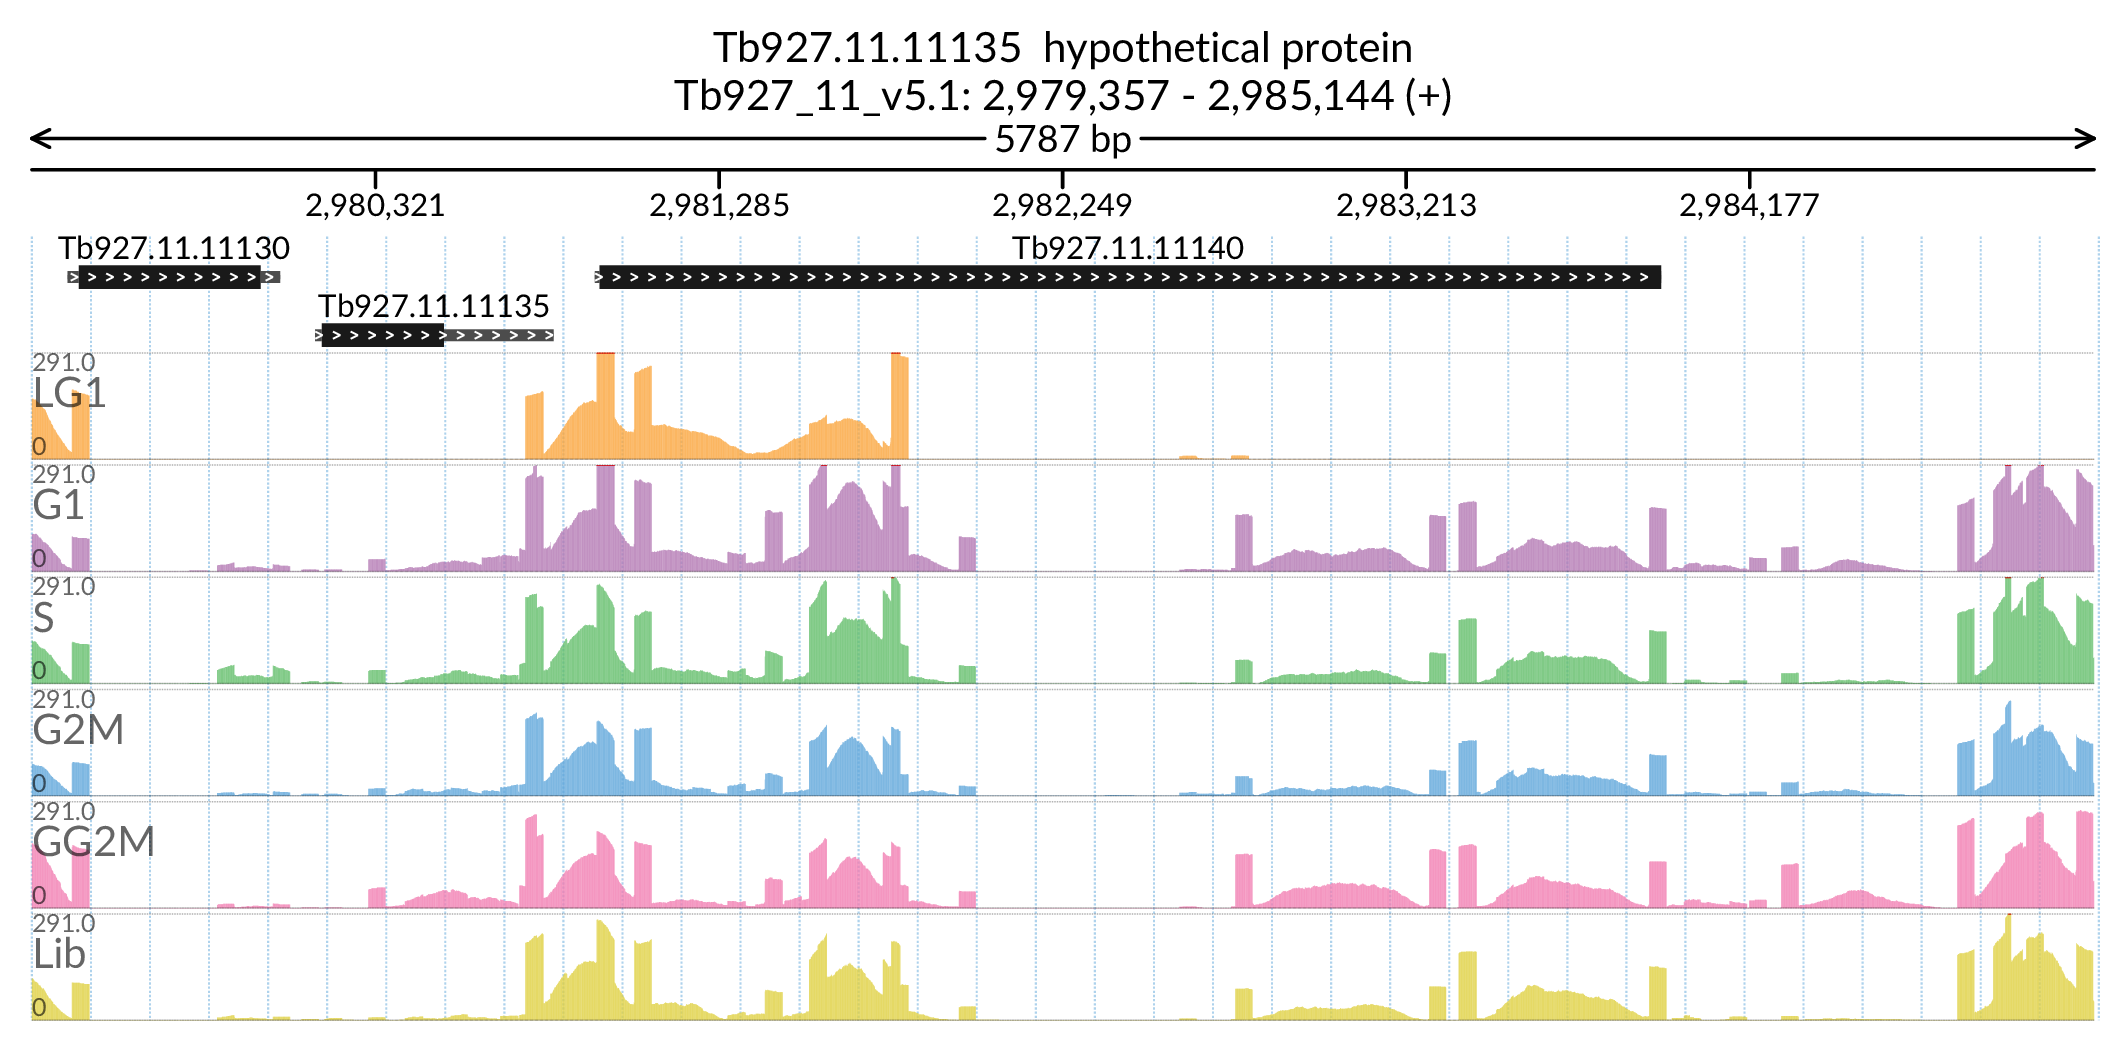 Tb927.11.11135  hypothetical protein
Tb927_11_v5.1: 2,979,357 - 2,985,144 (+)
5787 bp
2,980,321 2,981,285 2,982,249 2,983,213 2,984,177
Tb927.11.11130 Tb927.11.11140
Tb927.11.11135
291.0
LG1
0
291.0
G1
0
291.0
S
0
291.0
G2M
0
291.0
GG2M
0
291.0
Lib
0